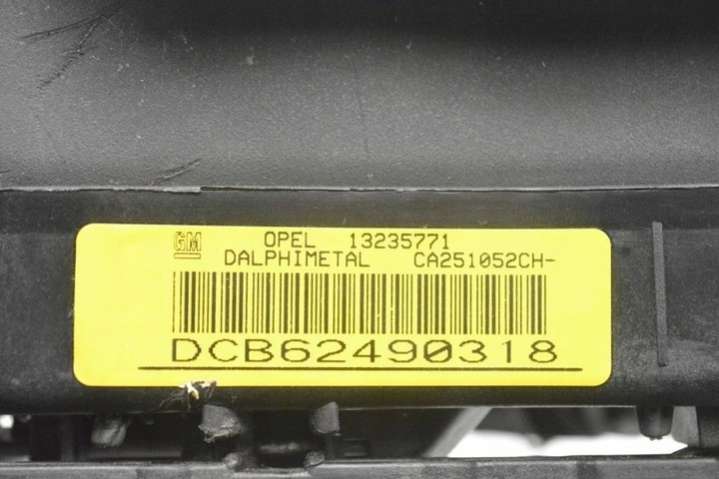 GM OPEL 13235771
DALPHIMETAL CA251052CH-
DCB62490318